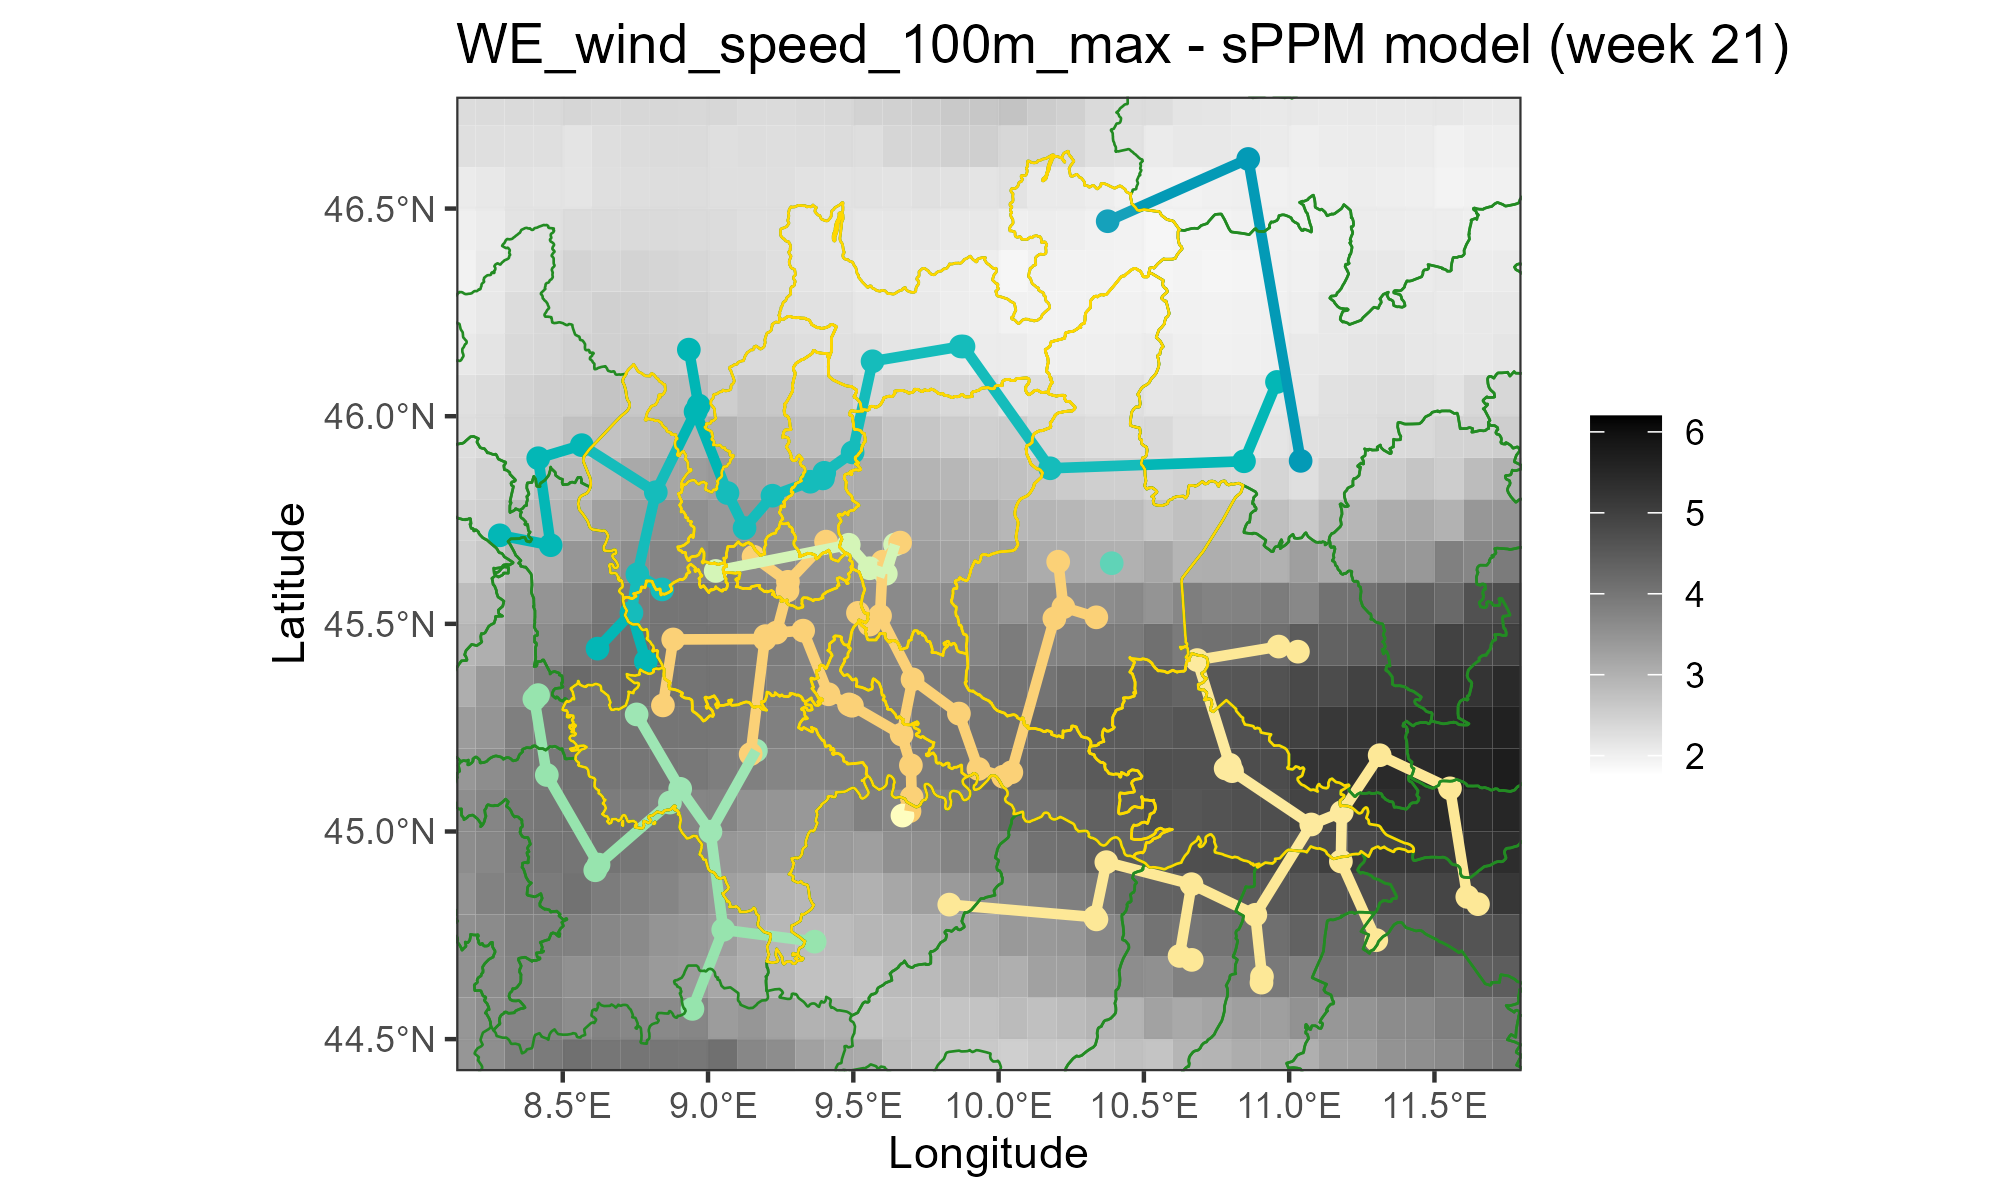 WE_wind_speed_100m_max - sPPM model (week 21)
46.5°N
46.0°N
45.5°N
45.0°N
44.5°N
Latitude
8.5°E 9.0°E 9.5°E 10.0°E 10.5°E 11.0°E 11.5°E
Longitude
6
5
4
3
2